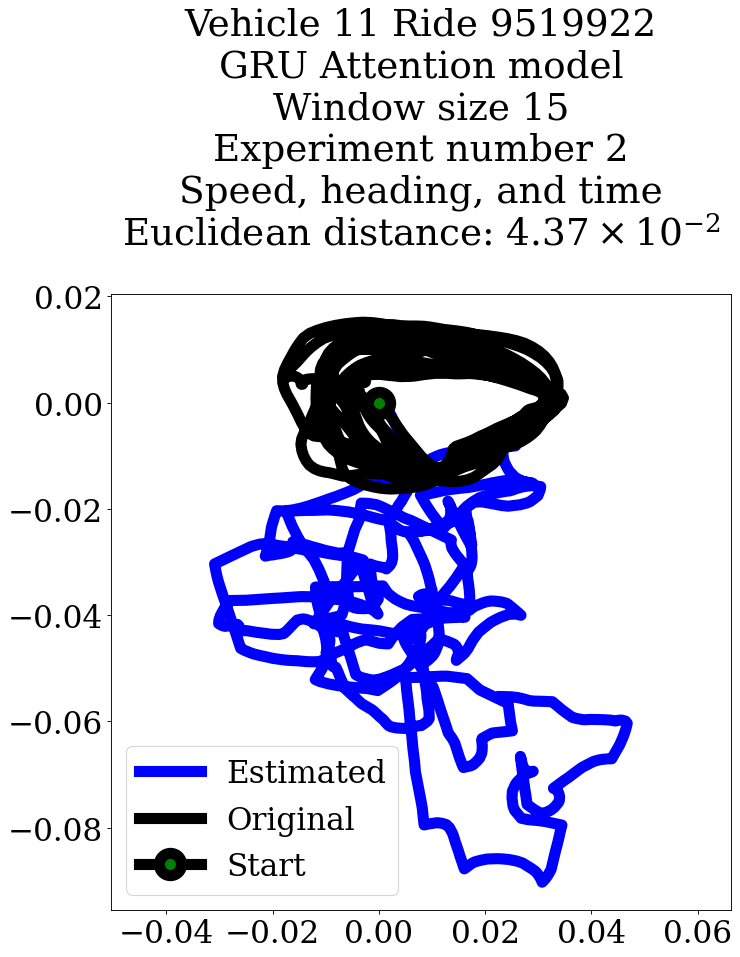 Vehicle 11 Ride 9519922
GRU Attention model
Window size 15
Experiment number 2
Speed, heading, and time
Euclidean distance: 4.37 × 10⁻²
0.02
0.00
−0.02
−0.04
−0.06
−0.08
Estimated
Original
Start
−0.04 −0.02 0.00 0.02 0.04 0.06